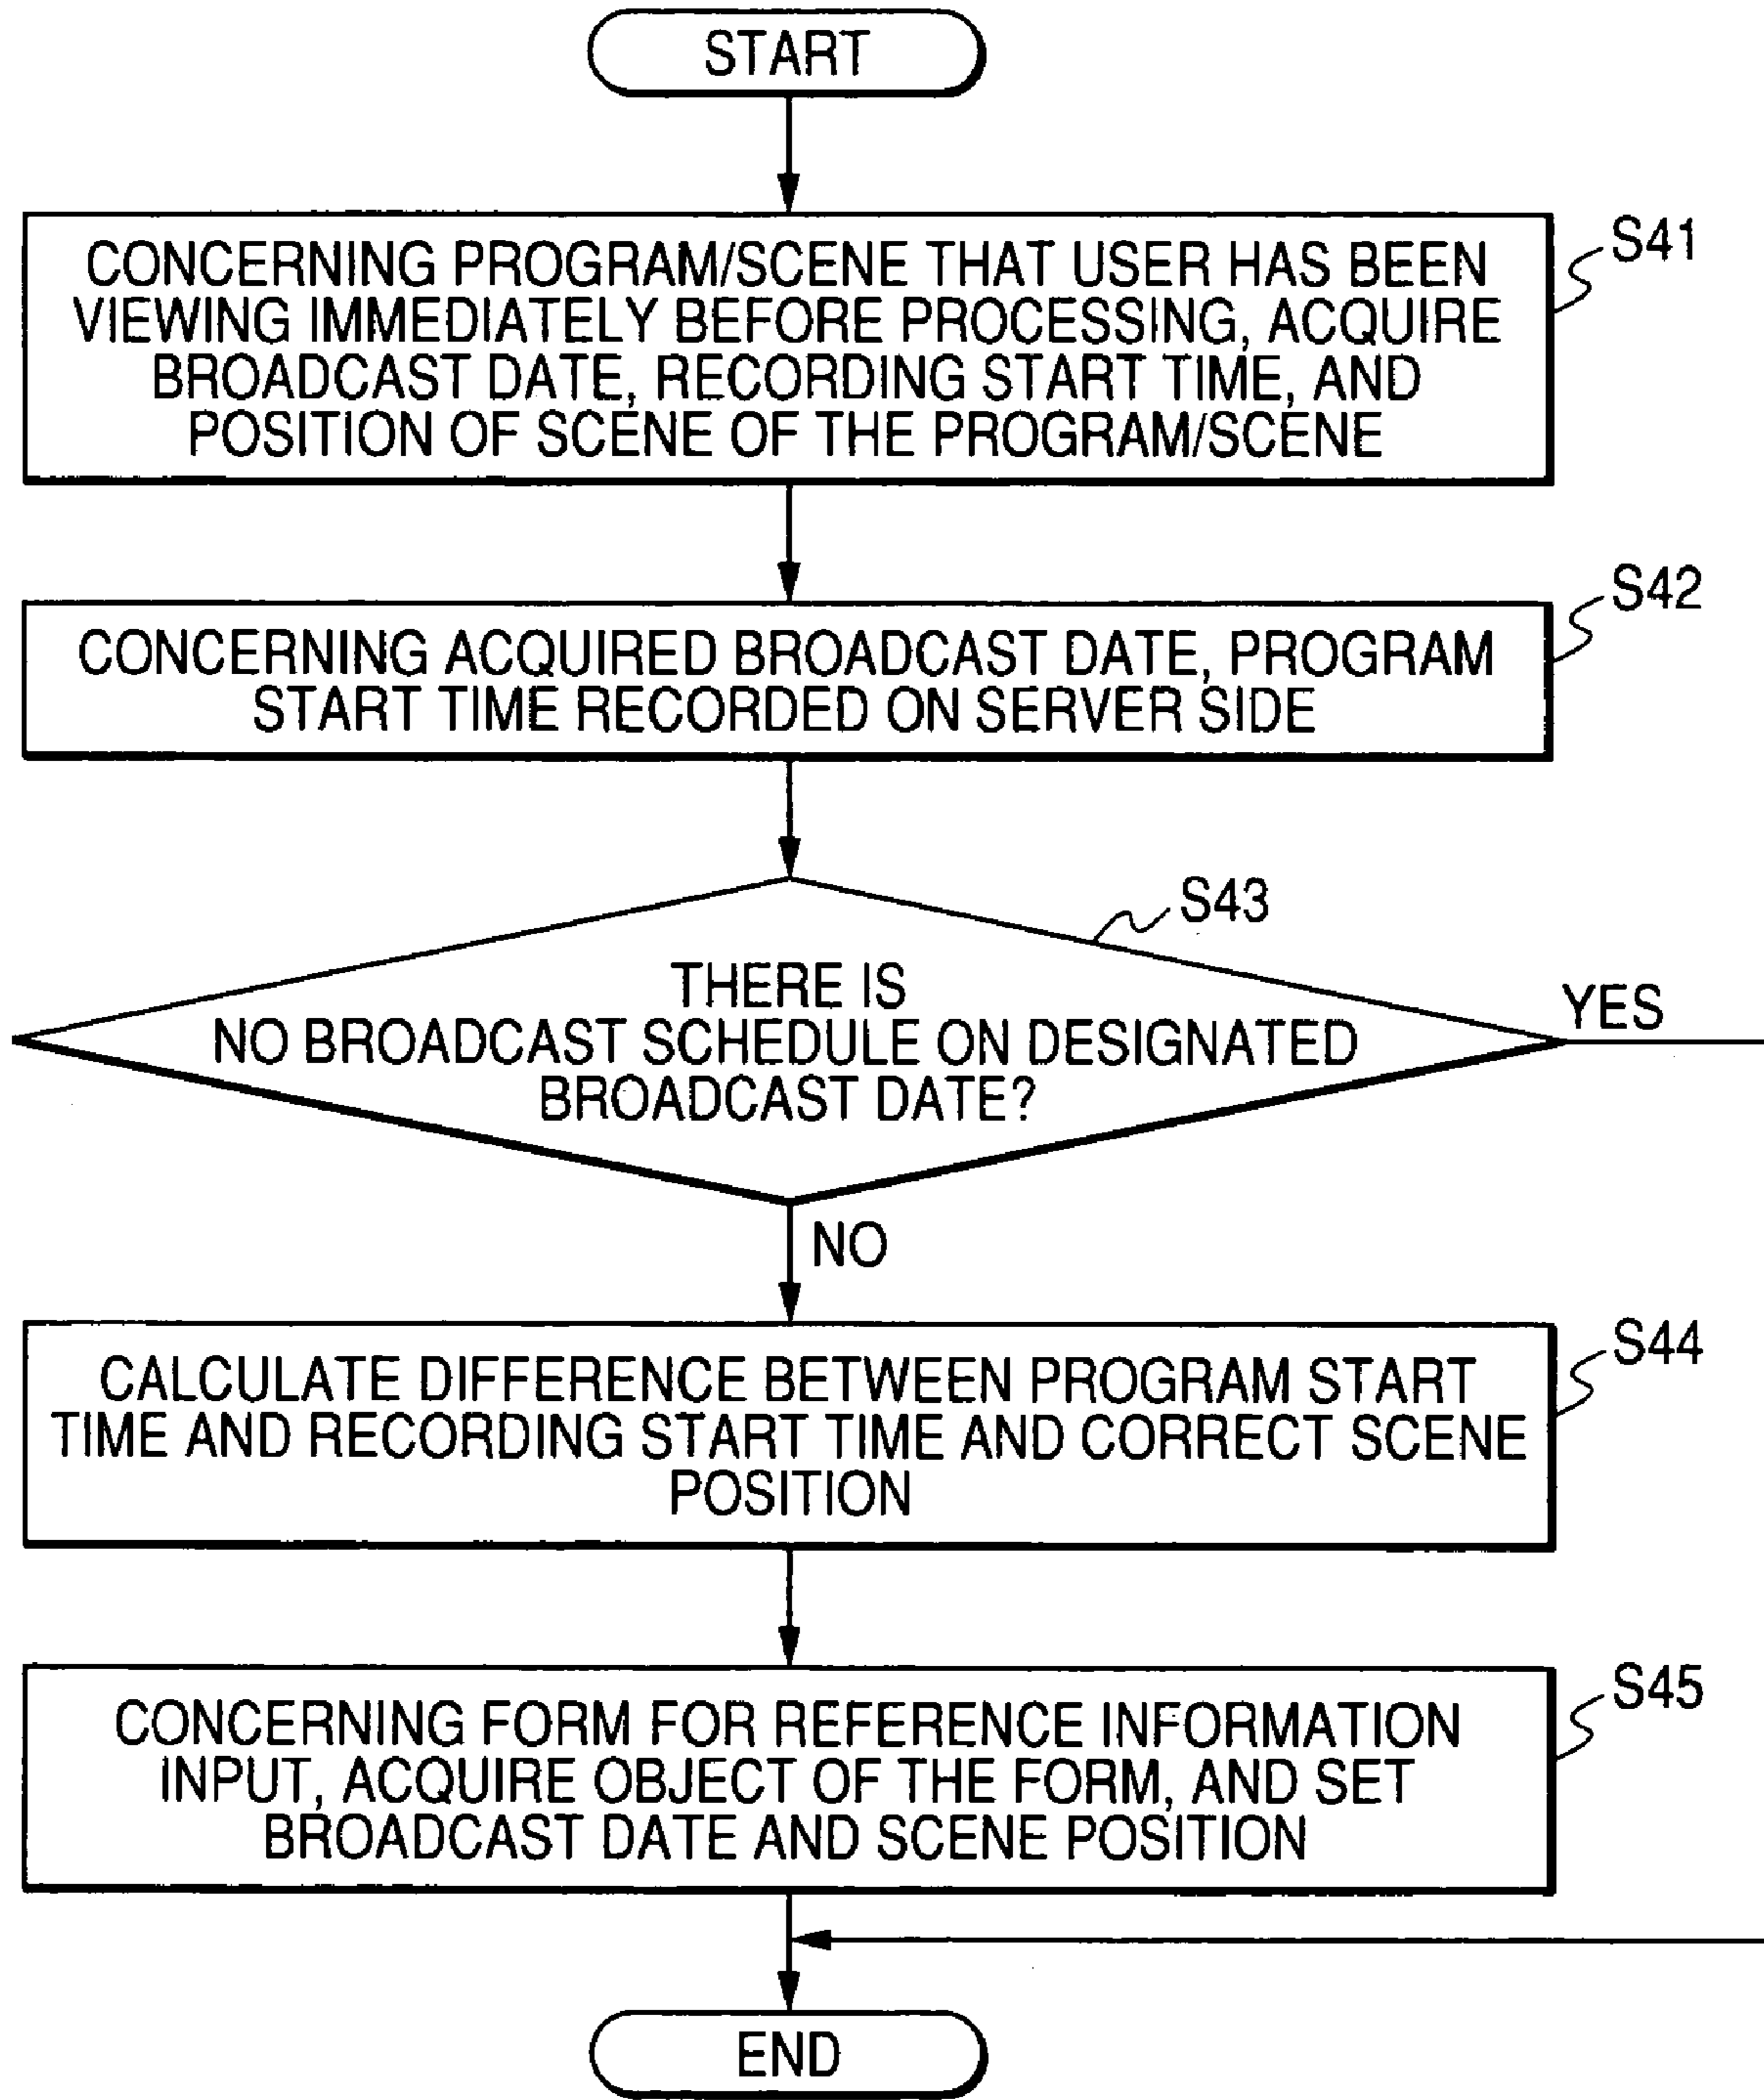 START
CONCERNING PROGRAM/SCENE THAT USER HAS BEEN
VIEWING IMMEDIATELY BEFORE PROCESSING, ACQUIRE
BROADCAST DATE, RECORDING START TIME, AND
POSITION OF SCENE OF THE PROGRAM/SCENE
S41
CONCERNING ACQUIRED BROADCAST DATE, PROGRAM
START TIME RECORDED ON SERVER SIDE
S42
S43
THERE IS
NO BROADCAST SCHEDULE ON DESIGNATED
BROADCAST DATE?
YES
NO
CALCULATE DIFFERENCE BETWEEN PROGRAM START
TIME AND RECORDING START TIME AND CORRECT SCENE
POSITION
S44
CONCERNING FORM FOR REFERENCE INFORMATION
INPUT, ACQUIRE OBJECT OF THE FORM, AND SET
BROADCAST DATE AND SCENE POSITION
S45
END